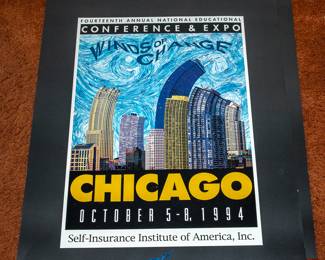 FOURTEENTH ANNUAL NATIONAL EDUCATIONAL
CONFERENCE & EXPO
WINDS OF
CHANGE
CHICAGO
OCTOBER 5-8, 1994
Self-Insurance Institute of America, Inc.